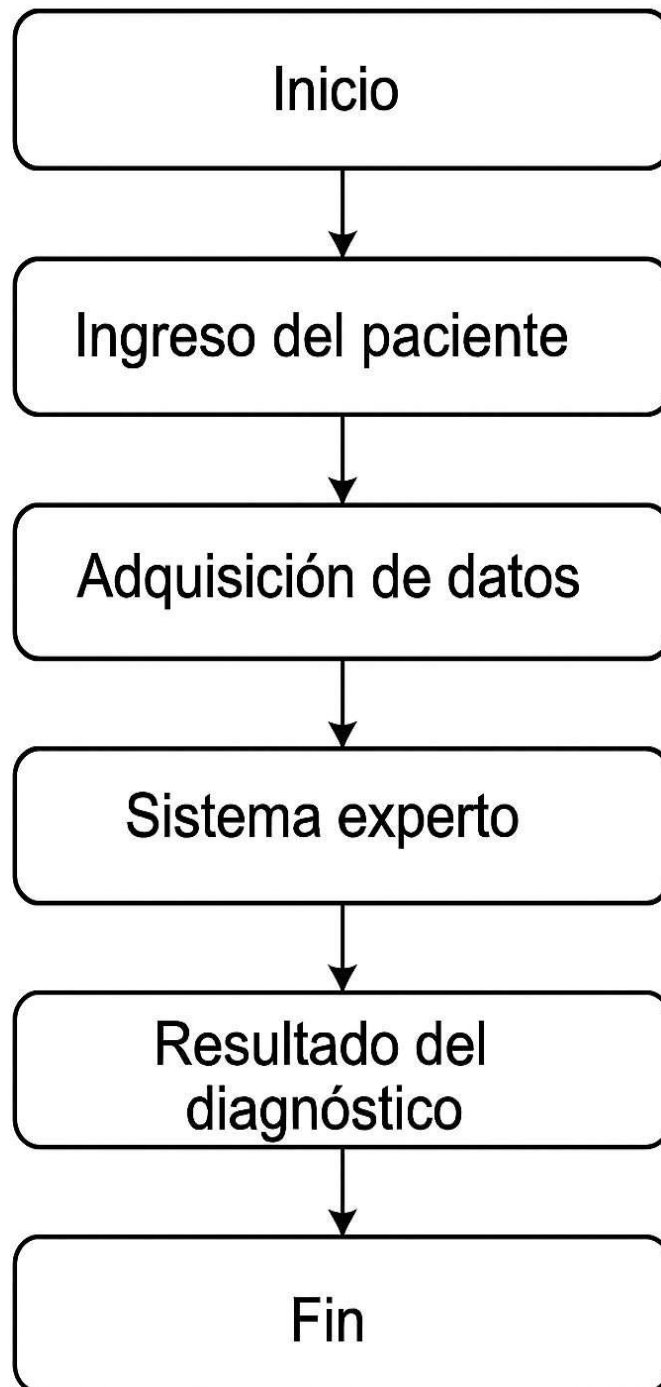 Inicio
Ingreso del paciente
Adquisición de datos
Sistema experto
Resultado del
diagnóstico
Fin